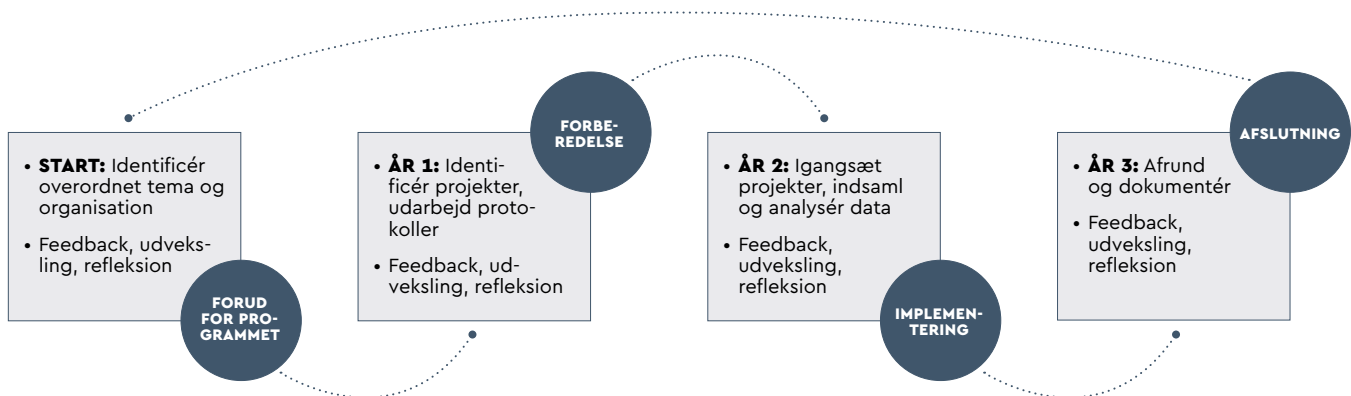 • START: Identificér
overordnet tema og
organisation
• Feedback, udveks-
ling, refleksion
FORUD
FOR PRO-
GRAMMET
• ÅR 1: Identi-
ficér projekter,
udarbejd proto-
koller
• Feedback, ud-
veksling, refleksion
FORBE-
REDELSE
• ÅR 2: Igangsæt
projekter, indsaml
og analysér data
• Feedback,
udveksling,
refleksion
IMPLEMEN-
TERING
• ÅR 3: Afrund
og dokumentér
• Feedback,
udveksling,
refleksion
AFSLUTNING